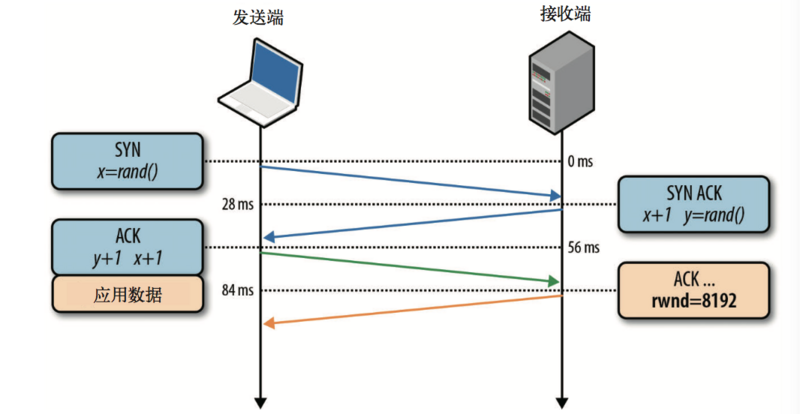 发送端
接收端
SYN
x=rand()
0 ms
28 ms
SYN ACK
x+1 y=rand()
ACK
y+1 x+1
56 ms
应用数据
84 ms
ACK ...
rwnd=8192